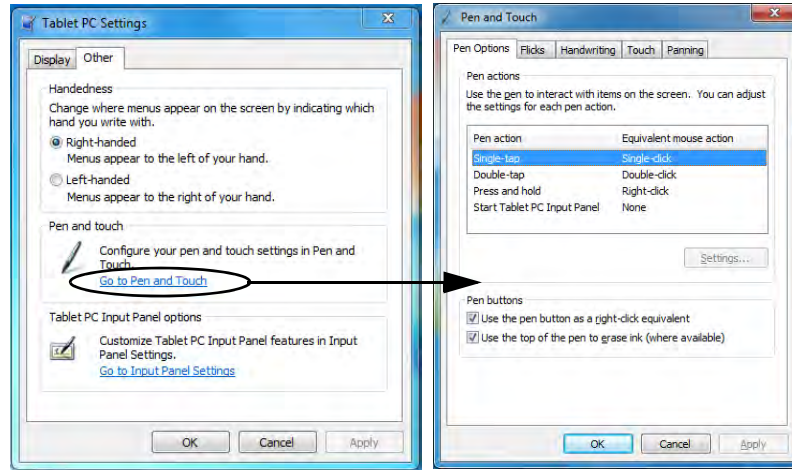 Tablet PC Settings
Display Other
Handedness
Change where menus appear on the screen by indicating which
hand you write with.
Right-handed
Menus appear to the left of your hand.
Left-handed
Menus appear to the right of your hand.
Pen and touch
Configure your pen and touch settings in Pen and
Touch.
Go to Pen and Touch
Tablet PC Input Panel options
Customize Tablet PC Input Panel features in Input
Panel Settings.
Go to Input Panel Settings
OK Cancel Apply
Pen and Touch
Pen Options Flicks Handwriting Touch Panning
Pen actions
Use the pen to interact with items on the screen. You can adjust
the settings for each pen action.
Pen action Equivalent mouse action
Single-tap Single-click
Double-tap Double-click
Press and hold Right-click
Start Tablet PC Input Panel None
Settings...
Pen buttons
Use the pen button as a right-click equivalent
Use the top of the pen to erase ink (where available)
OK Cancel Apply